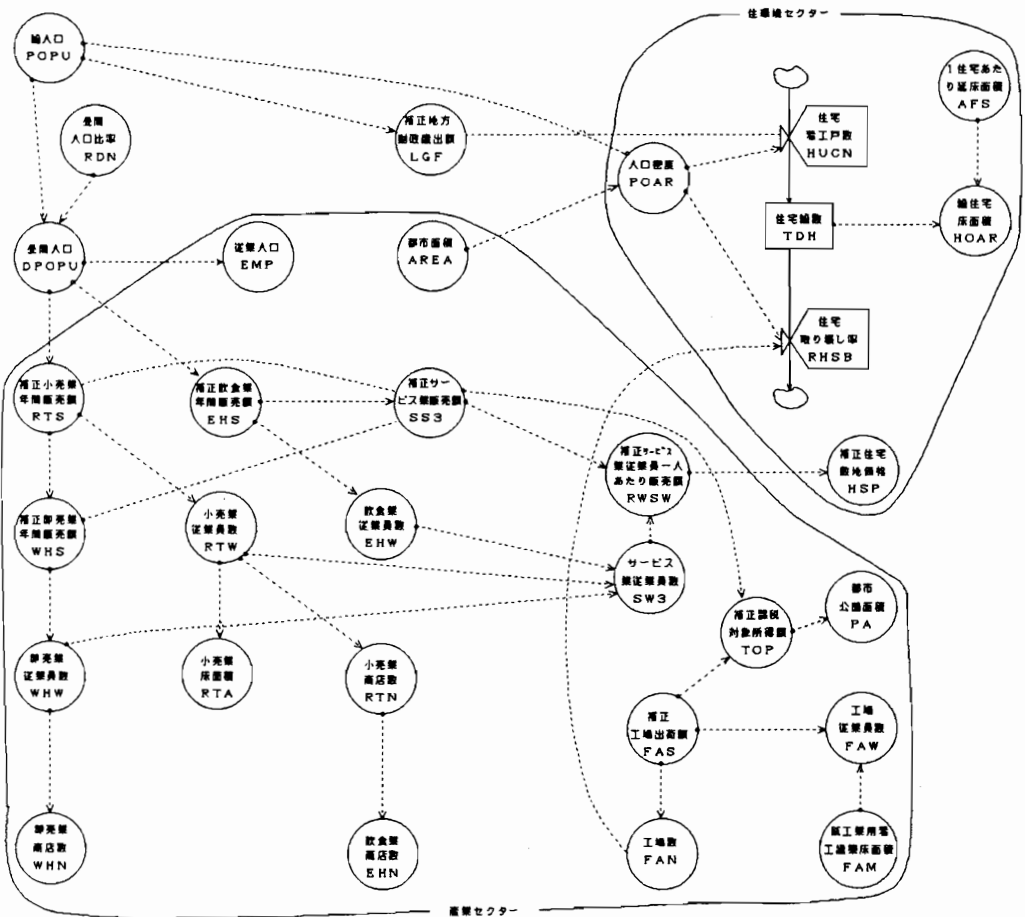 住環境セクター
総人口
POPU
1住宅あた
り延床面積
AFS
昼間
人口比率
RDN
補正地方
財政歳出額
LGF
住宅
着工戸数
HUCN
人口密度
POAR
総住宅
床面積
HOAR
住宅総数
TDH
昼間人口
DPOPU
従業人口
EMP
都市面積
AREA
住宅
取り壊し率
RHSB
補正小売業
年間販売額
RTS
補正飲食業
年間販売額
EHS
補正サー
ビス業販売額
SS3
補正サービス
業従業員一人
あたり販売額
RWSW
補正住宅
敷地価格
HSP
補正卸売業
年間販売額
WHS
小売業
従業員数
RTW
飲食業
従業員数
EHW
サービス
業従業員数
SW3
補正課税
対象所得額
TOP
都市
公園面積
PA
卸売業
従業員数
WHW
小売業
床面積
RTA
小売業
商店数
RTN
補正
工場出荷額
FAS
工場
従業員数
FAW
卸売業
商店数
WHN
飲食業
商店数
EHN
工場数
FAN
鉱工業用着
工建築床面積
FAM
産業セクター